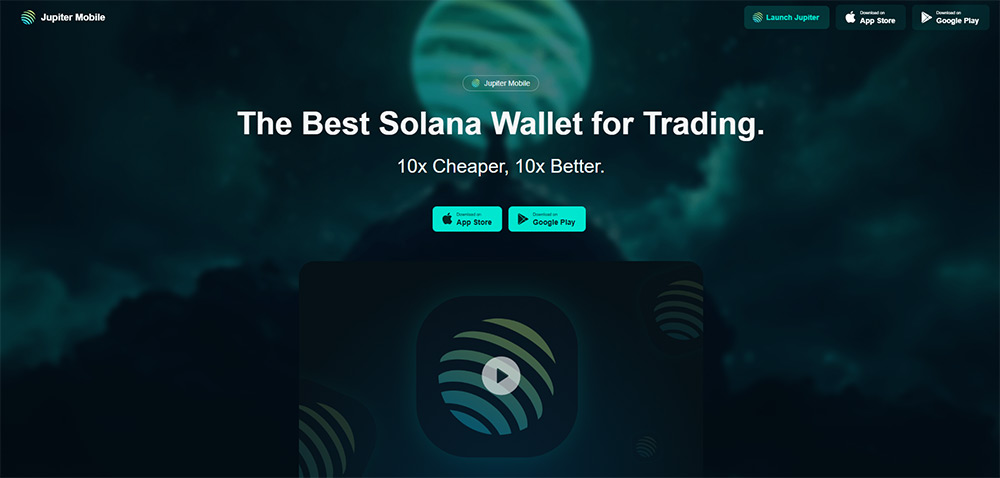 Jupiter Mobile
Launch Jupiter
Download on
App Store
Download on
Google Play
Jupiter Mobile
The Best Solana Wallet for Trading.
10x Cheaper, 10x Better.
Download on
App Store
Download on
Google Play